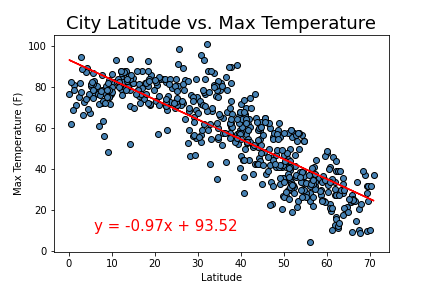 City Latitude vs. Max Temperature
Max Temperature (F)
100
80
60
40
20
0
y = -0.97x + 93.52
0 10 20 30 40 50 60 70
Latitude